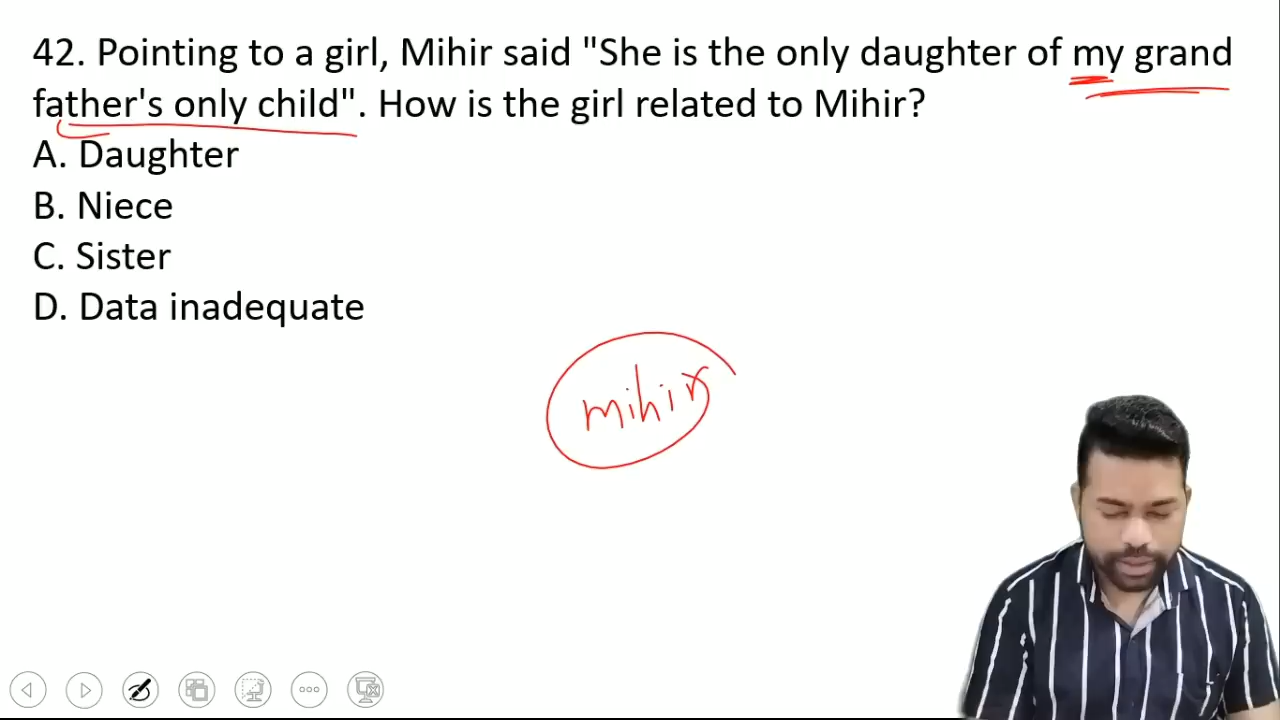 42. Pointing to a girl, Mihir said "She is the only daughter of my grand
father's only child". How is the girl related to Mihir?
A. Daughter
B. Niece
C. Sister
D. Data inadequate
mihir